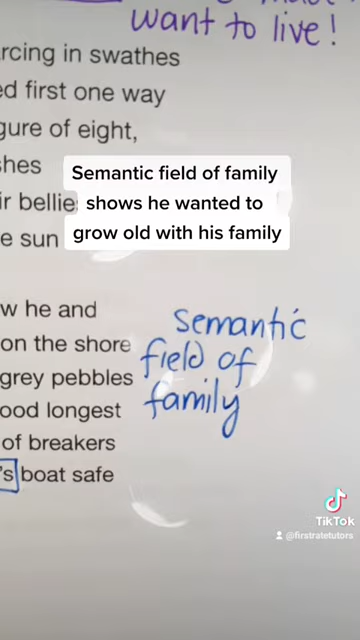 want to live!
rcing in swathes
ed first one way
gure of eight,
shes
ir bellie
e sun
Semantic field of family
shows he wanted to
grow old with his family
w he and
on the shore
grey pebbles
ood longest
of breakers
's boat safe
semantic
field of
family
TikTok
@firstratetutors